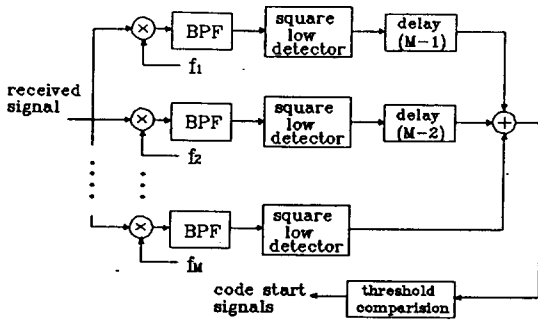 BPF
square
low
detector
delay
(M-1)
f1
received
signal
BPF
square
low
detector
delay
(M-2)
f2
BPF
square
low
detector
fM
code start
signals
threshold
comparision